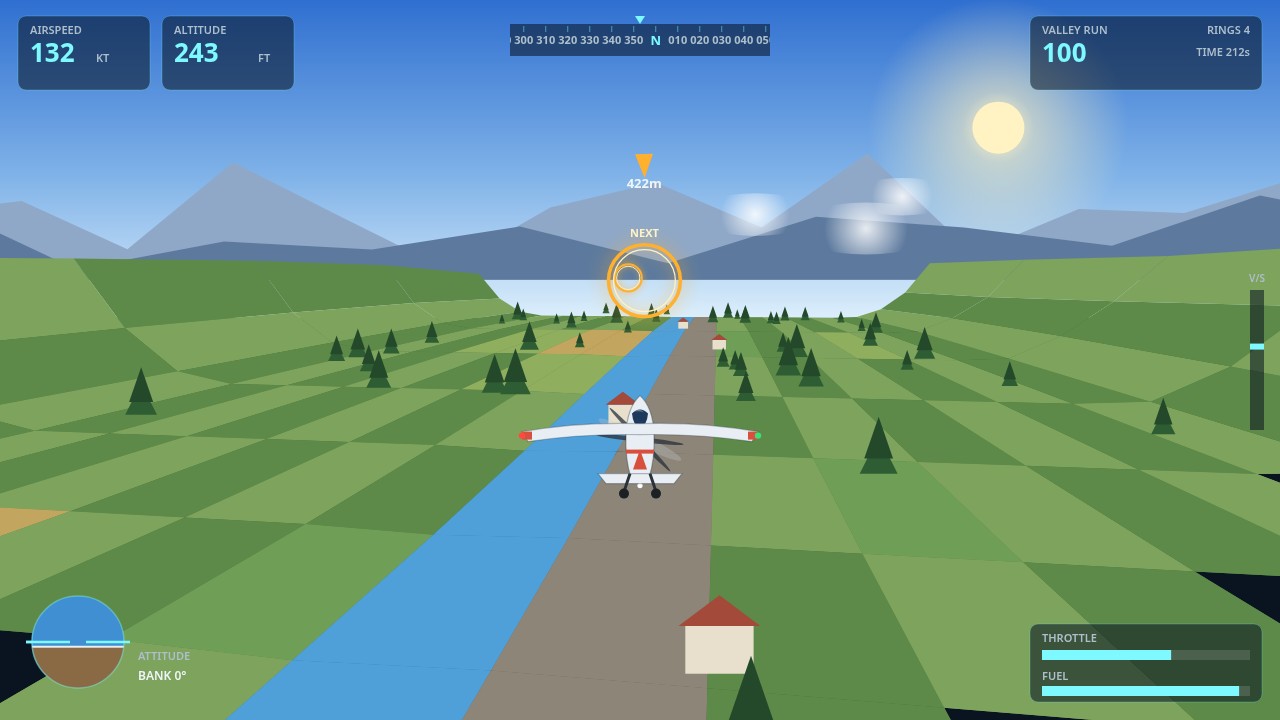 AIRSPEED
132 KT
ALTITUDE
243 FT
300 310 320 330 340 350 N 010 020 030 040
VALLEY RUN RINGS 4
100 TIME 212s
422m
NEXT
V/S
ATTITUDE
BANK 0°
THROTTLE
FUEL